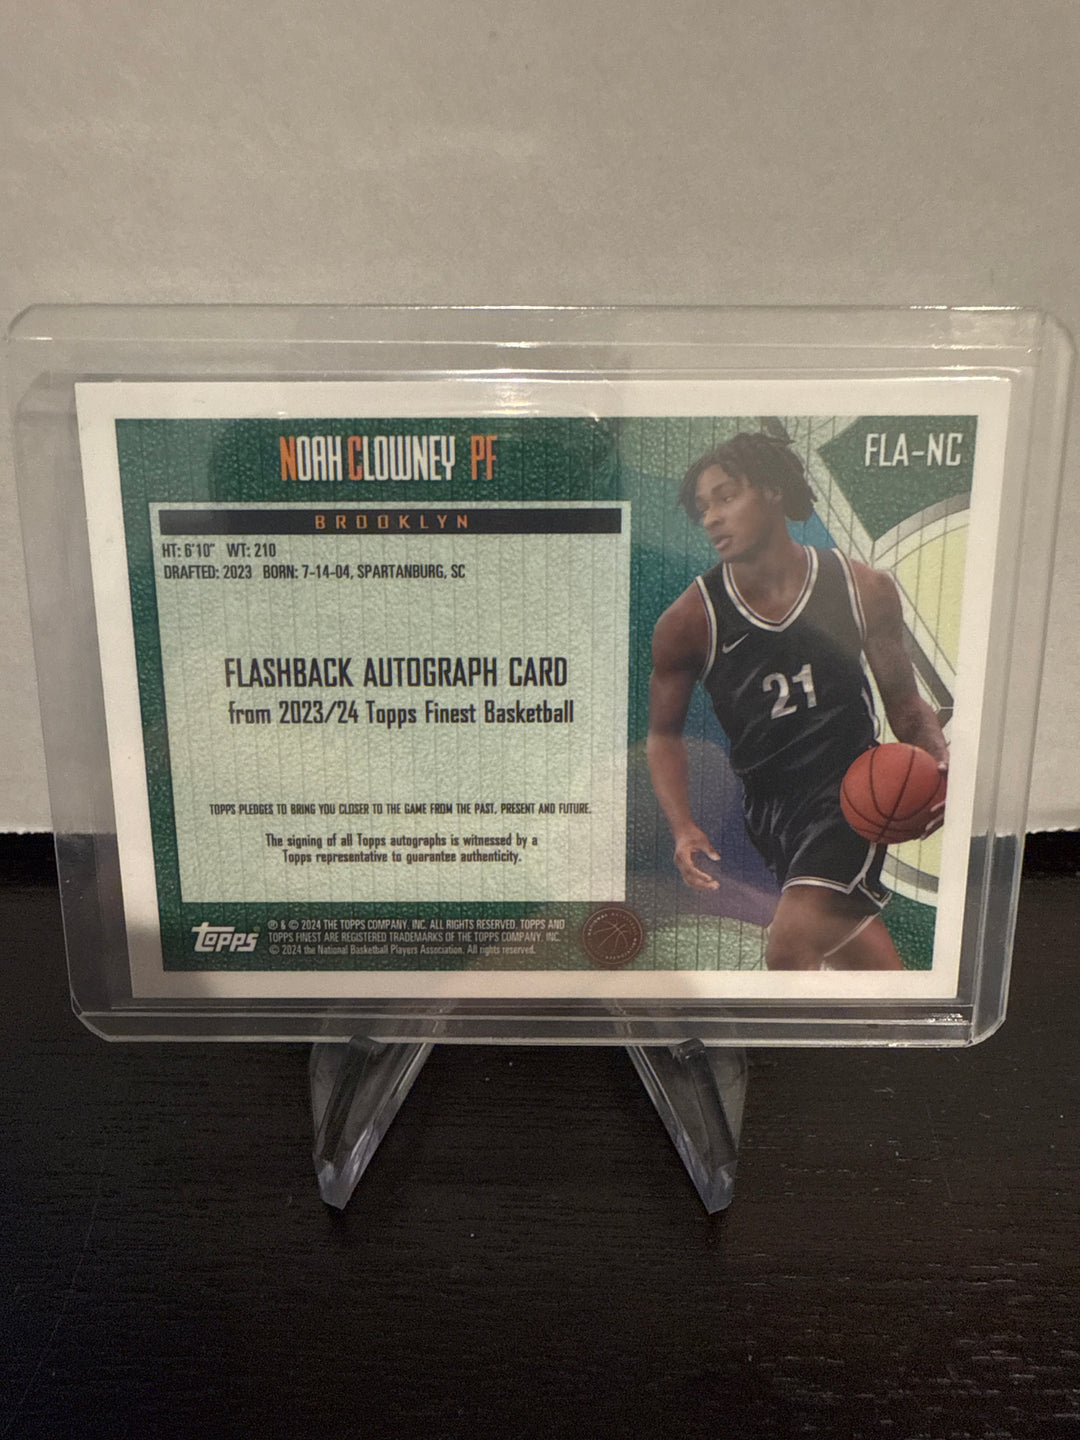 NOAH CLOWNEY PF
FLA-NC
BROOKLYN
HT: 6'10" WT: 210
DRAFTED: 2023 BORN: 7-14-04, SPARTANBURG, SC
FLASHBACK AUTOGRAPH CARD
from 2023/24 Topps Finest Basketball
21
TOPPS PLEDGES TO BRING YOU CLOSER TO THE GAME FROM THE PAST, PRESENT AND FUTURE.
The signing of all Topps autographs is witnessed by a
Topps representative to guarantee authenticity.
topps
® & © 2024 THE TOPPS COMPANY, INC. ALL RIGHTS RESERVED. TOPPS AND
TOPPS FINEST ARE REGISTERED TRADEMARKS OF THE TOPPS COMPANY, INC.
© 2024 the National Basketball Players Association. All rights reserved.